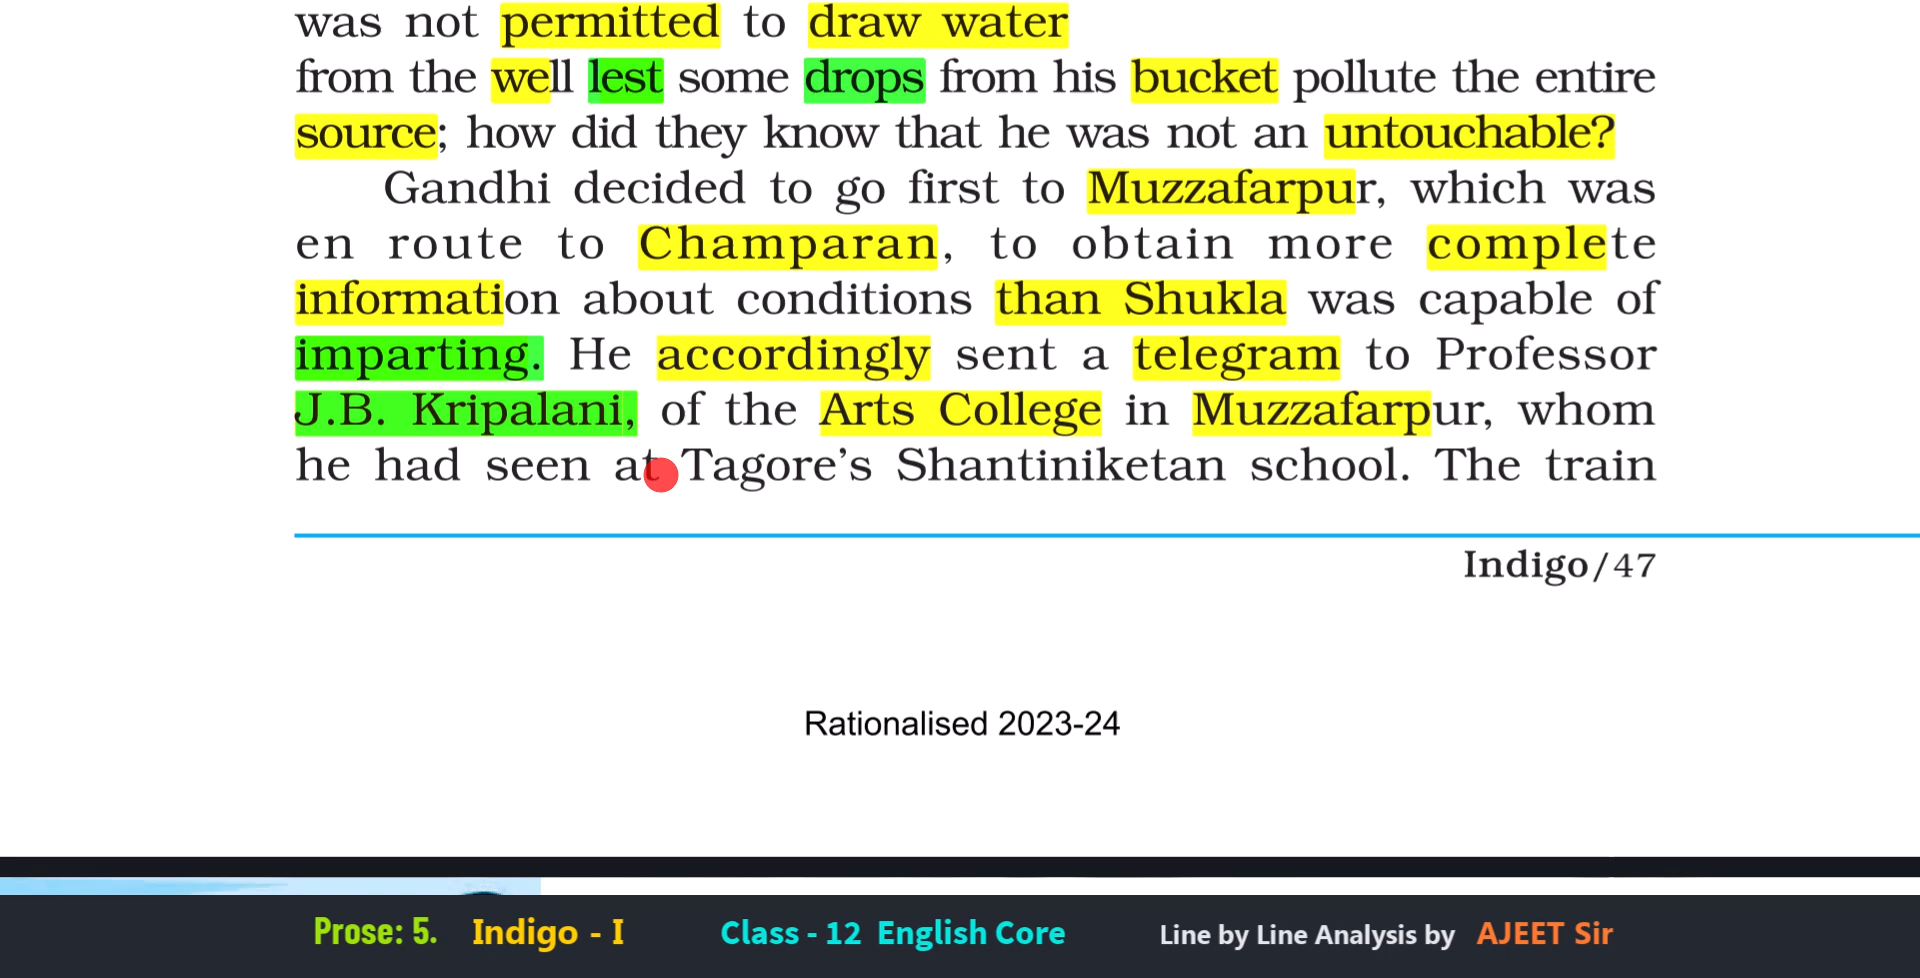 was not permitted to draw water
from the well lest some drops from his bucket pollute the entire
source; how did they know that he was not an untouchable?
Gandhi decided to go first to Muzzafarpur, which was
en route to Champaran, to obtain more complete
information about conditions than Shukla was capable of
imparting. He accordingly sent a telegram to Professor
J.B. Kripalani, of the Arts College in Muzzafarpur, whom
he had seen at Tagore’s Shantiniketan school. The train
Indigo/47
Rationalised 2023-24
Prose: 5. Indigo - I Class - 12 English Core Line by Line Analysis by AJEET Sir